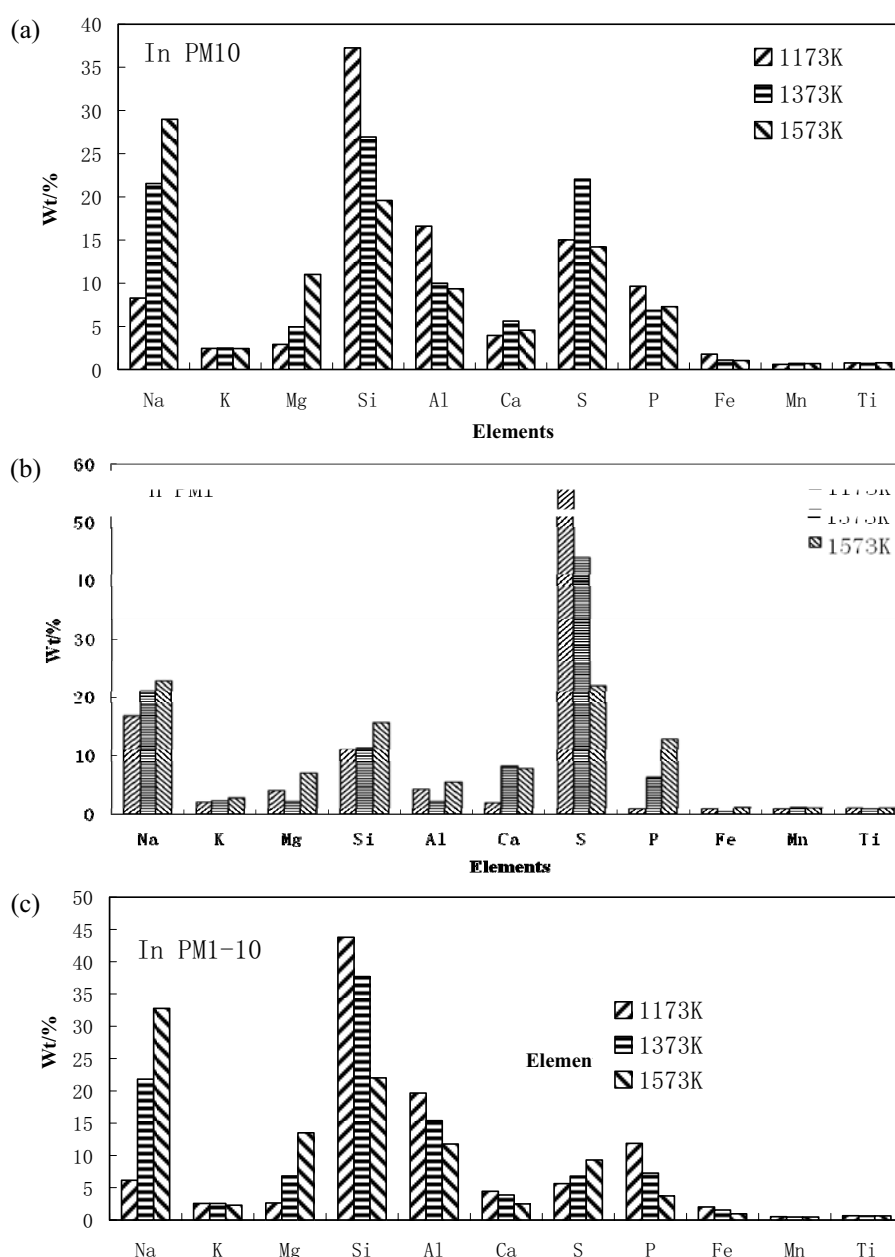 (a)
In PM10
1173K
1373K
1573K
40
35
30
25
20
15
10
5
0
Wt/%
Na K Mg Si Al Ca S P Fe Mn Ti
Elements
(b)
60
50
30
20
10
0
1573K
Wt/%
Na K Mg Si Al Ca S P Fe Mn Ti
Elements
(c)
In PM1-10
1173K
Elemen
1373K
1573K
50
45
40
35
30
25
20
15
10
5
0
Wt/%
Na K Mg Si Al Ca S P Fe Mn Ti